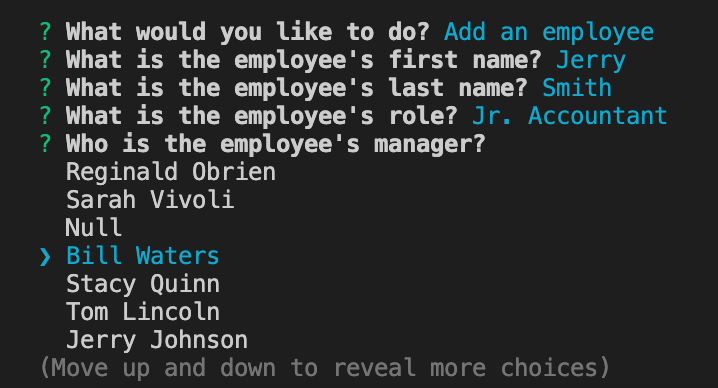 ? What would you like to do? Add an employee
? What is the employee's first name? Jerry
? What is the employee's last name? Smith
? What is the employee's role? Jr. Accountant
? Who is the employee's manager?
Reginald Obrien
Sarah Vivoli
Null
❯ Bill Waters
Stacy Quinn
Tom Lincoln
Jerry Johnson
(Move up and down to reveal more choices)